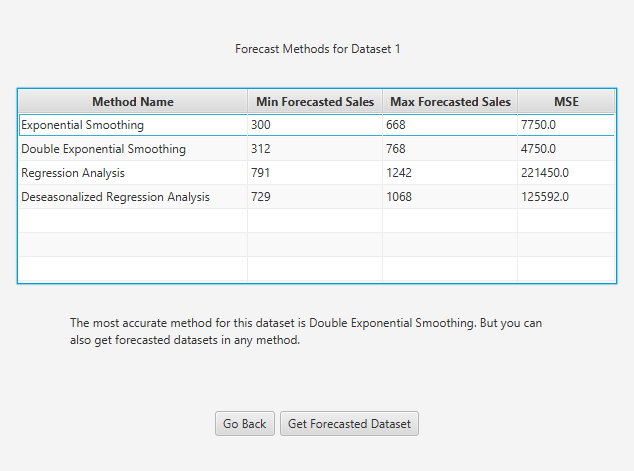 Forecast Methods for Dataset 1
Method Name Min Forecasted Sales Max Forecasted Sales MSE
Exponential Smoothing 300 668 7750.0
Double Exponential Smoothing 312 768 4750.0
Regression Analysis 791 1242 221450.0
Deseasonalized Regression Analysis 729 1068 125592.0
The most accurate method for this dataset is Double Exponential Smoothing. But you can
also get forecasted datasets in any method.
Go Back Get Forecasted Dataset